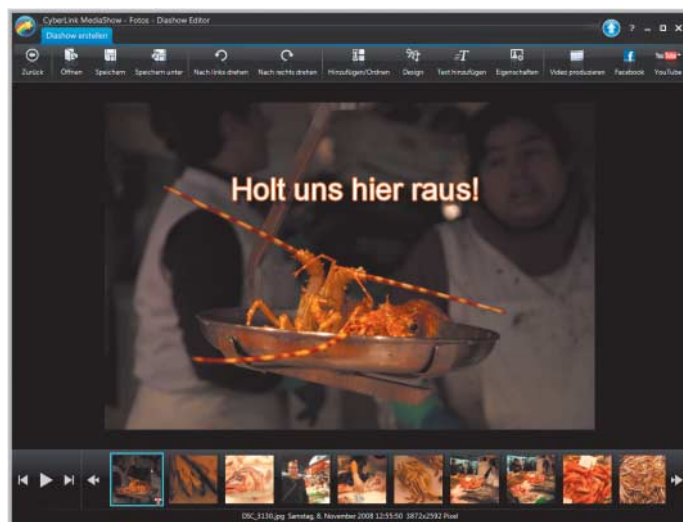 CyberLink MediaShow - Fotos - Diashow Editor
Diashow erstellen
?
Zurück Öffnen Speichern Speichern unter Nach links drehen Nach rechts drehen Hinzufügen/Ordnen Design Text hinzufügen Eigenschaften Video produzieren Facebook YouTube
Holt uns hier raus!
DSC_3130.jpg Samstag, 8. November 2008 12:55:50 3872x2592 Pixel